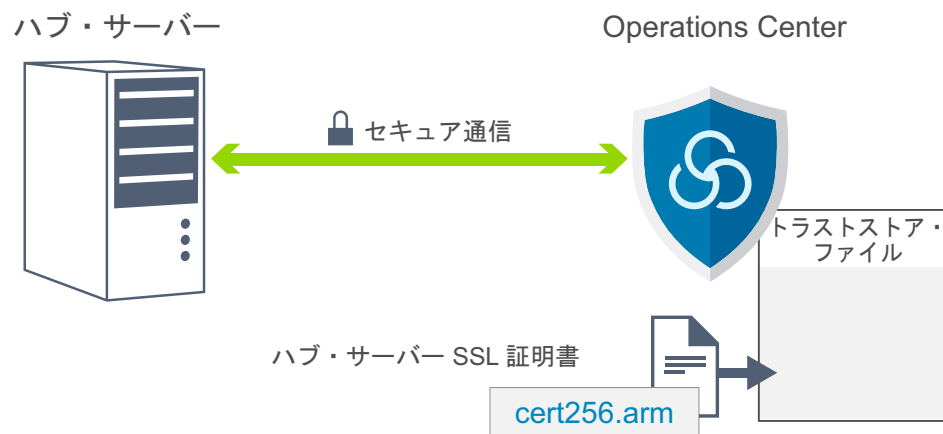 ハブ・サーバー
Operations Center
セキュア通信
トラストストア・
ファイル
ハブ・サーバー SSL 証明書
cert256.arm